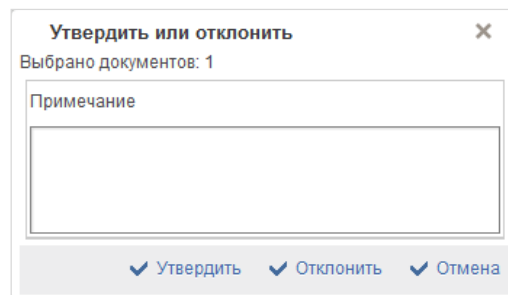 Утвердить или отклонить
Выбрано документов: 1
Примечание
Утвердить Отклонить Отмена